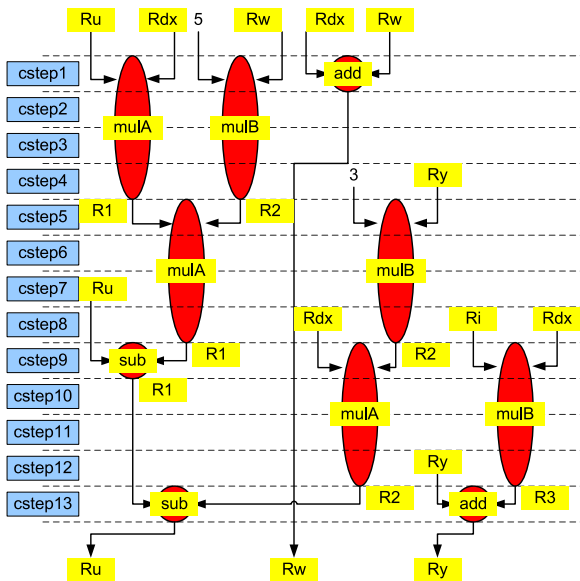 Ru Rdx 5 Rw Rdx Rw
cstep1 add
cstep2
mulA mulB
cstep3
cstep4 3 Ry
cstep5 R1 R2
cstep6
mulA mulB
cstep7 Ru
cstep8 Rdx Ri Rdx
cstep9 sub R1 R2
cstep10 R1
mulA mulB
cstep11
cstep12 Ry
cstep13 sub R2 add R3
Ru Rw Ry